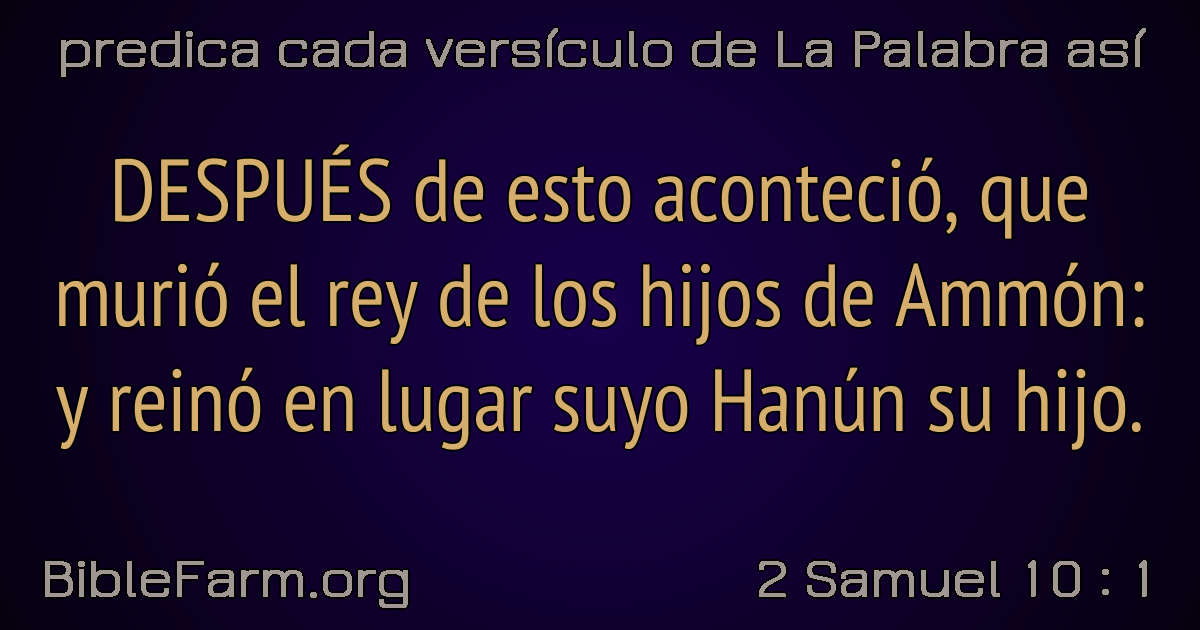 predica cada versículo de La Palabra así
DESPUÉS de esto aconteció, que
murió el rey de los hijos de Ammón:
y reinó en lugar suyo Hanún su hijo.
BibleFarm.org
2 Samuel 10 : 1